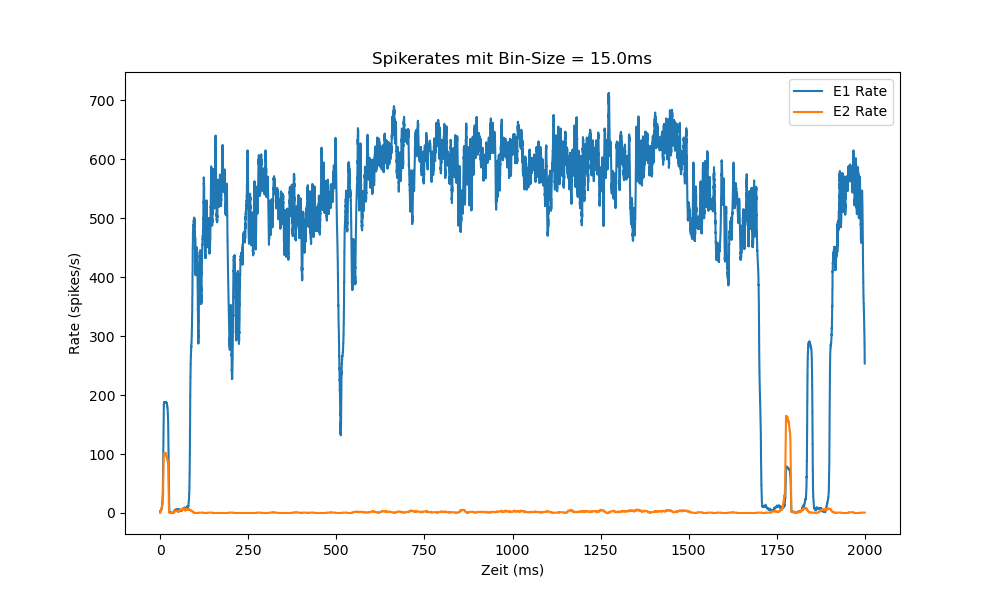 Spikerates mit Bin-Size = 15.0ms
E1 Rate
E2 Rate
Rate (spikes/s)
700
600
500
400
300
200
100
0
0 250 500 750 1000 1250 1500 1750 2000
Zeit (ms)